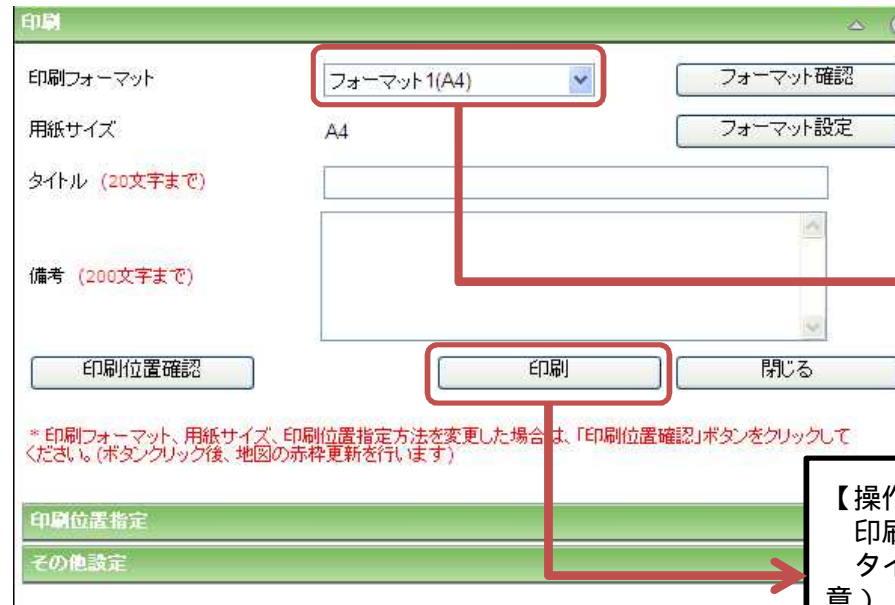 印刷
印刷フォーマット
フォーマット1(A4)
フォーマット確認
用紙サイズ
A4
フォーマット設定
タイトル (20文字まで)
備考 (200文字まで)
印刷位置確認
印刷
閉じる
* 印刷フォーマット、用紙サイズ、印刷位置指定方法を変更した場合は、「印刷位置確認」ボタンをクリックして
ください。(ボタンクリック後、地図の赤枠更新を行います)
印刷位置指定
その他設定
【操作
印刷
タイ
意）